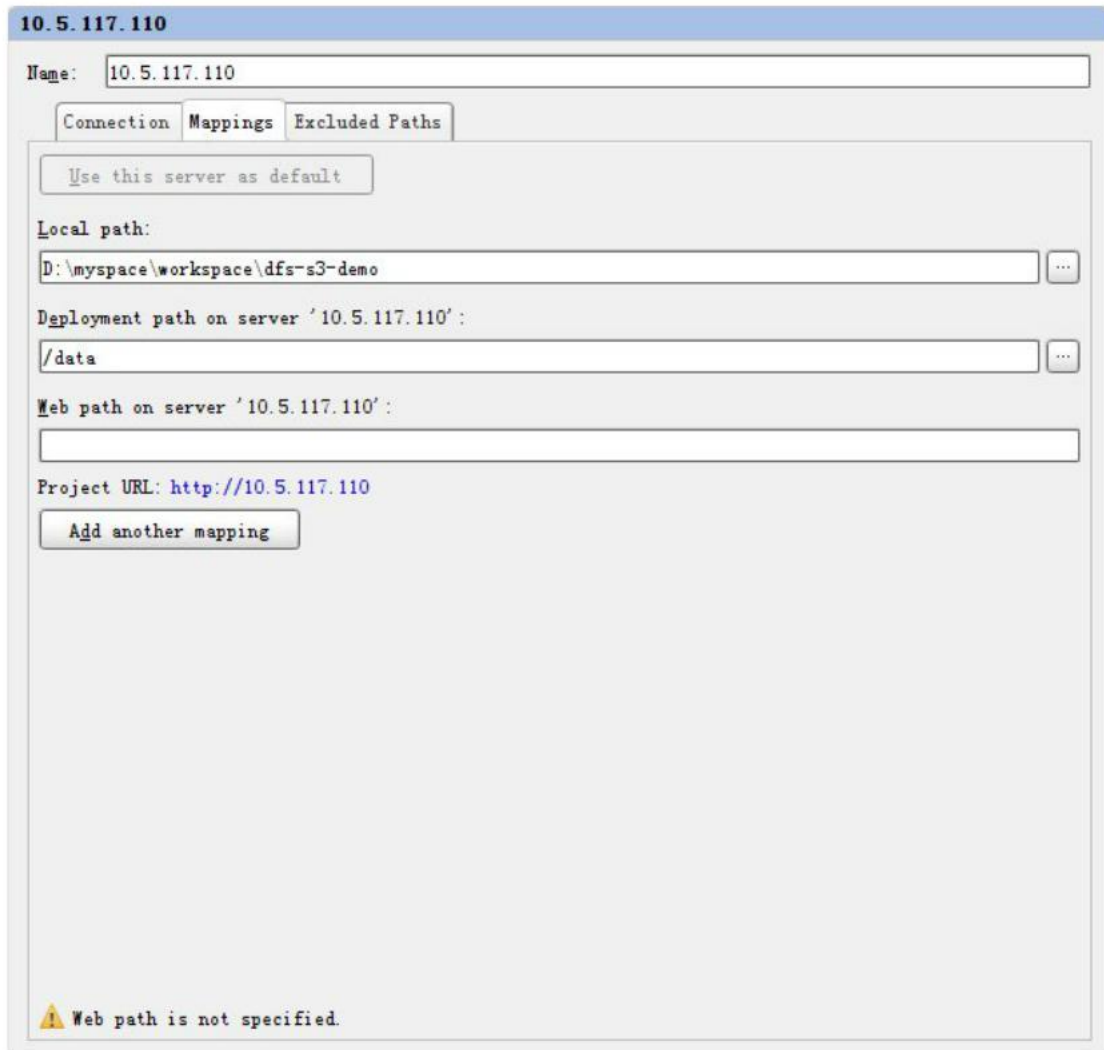 10.5.117.110
Name: 10.5.117.110
Connection Mappings Excluded Paths
Use this server as default
Local path:
D:\myspace\workspace\dfs-s3-demo
...
Deployment path on server '10.5.117.110':
/data
...
Web path on server '10.5.117.110':
Project URL: http://10.5.117.110
Add another mapping
Web path is not specified.